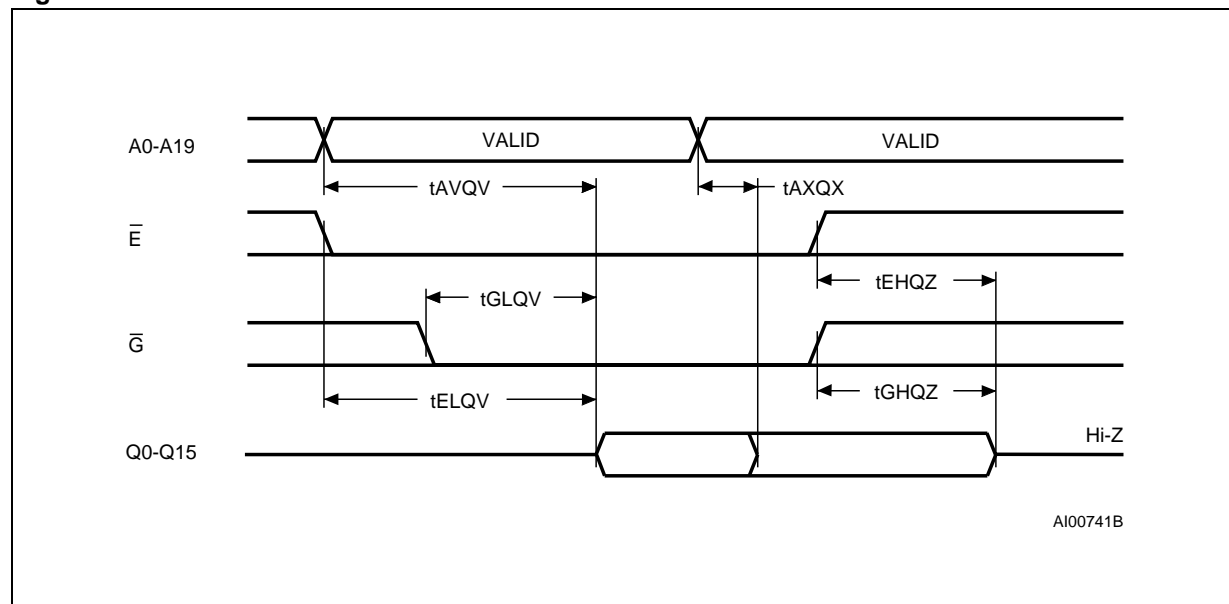 A0-A19 VALID VALID
tAVQV tAXQX
E̅
tEHQZ
tGLQV
G̅
tELQV tGHQZ
Q0-Q15 Hi-Z
AI00741B